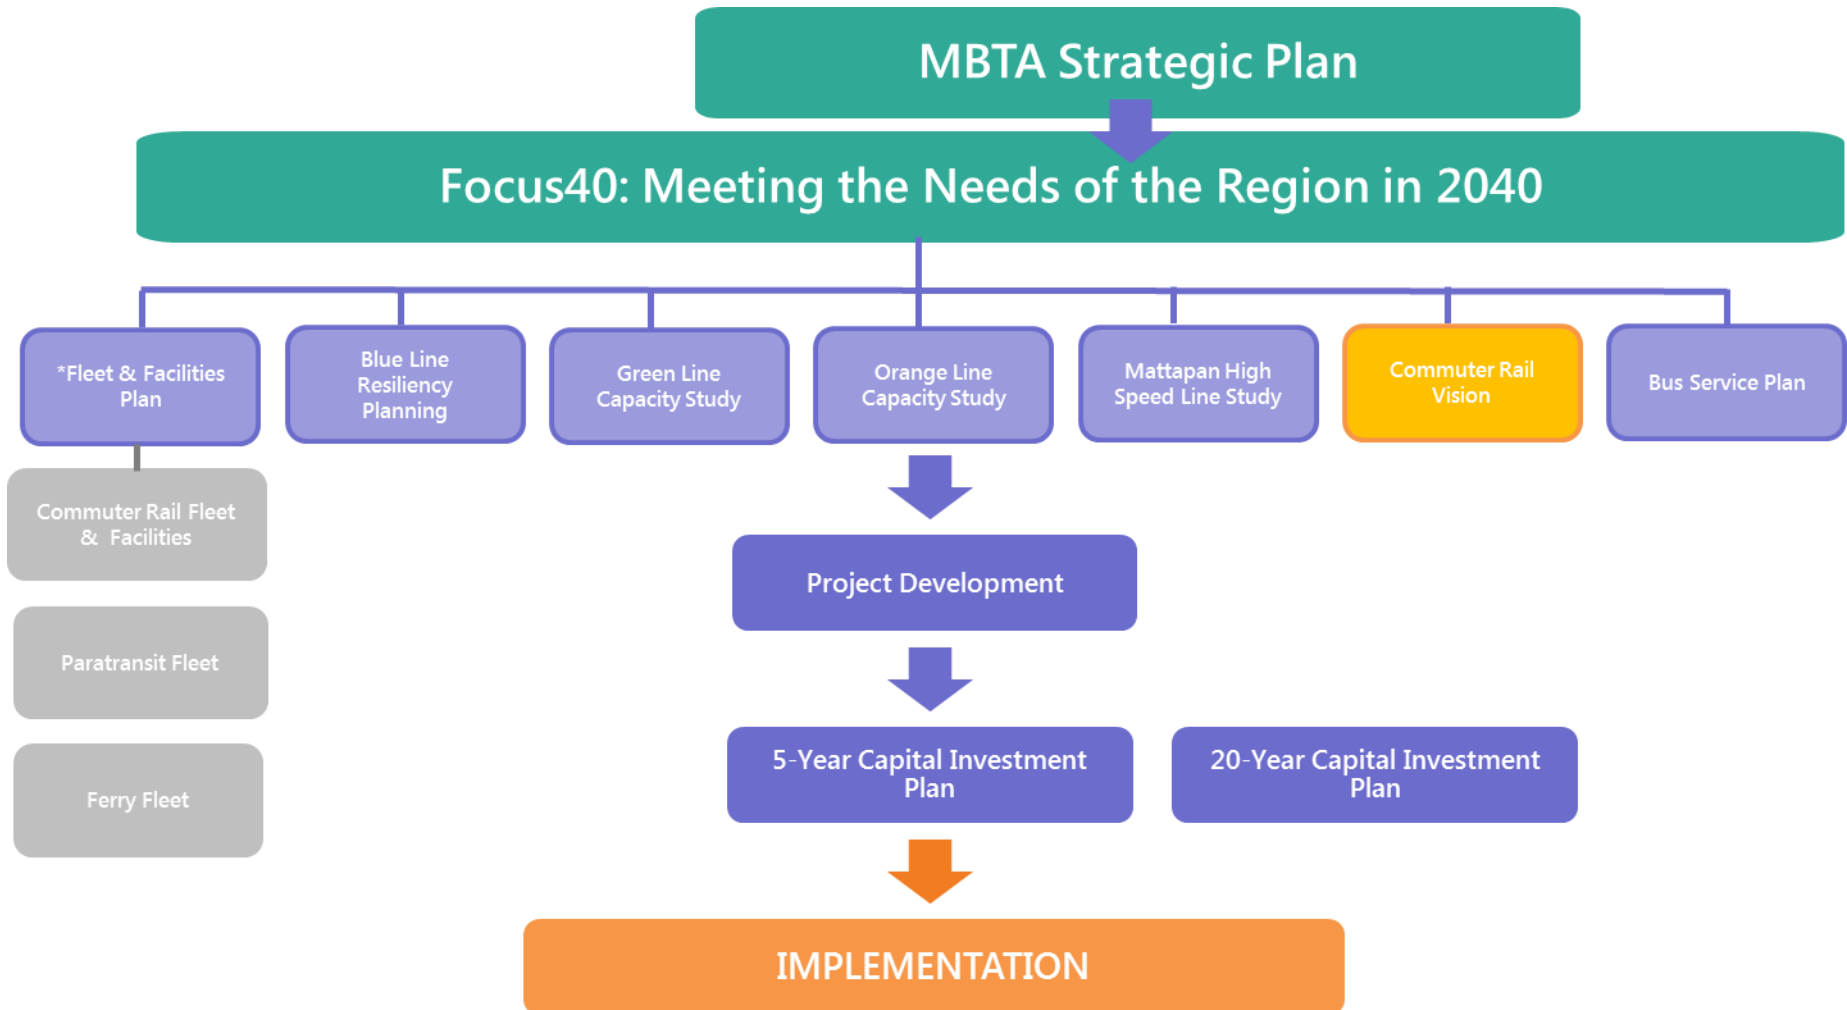 MBTA Strategic Plan
Focus40: Meeting the Needs of the Region in 2040
*Fleet & Facilities
Plan
Blue Line
Resiliency
Planning
Green Line
Capacity Study
Orange Line
Capacity Study
Mattapan High
Speed Line Study
Commuter Rail
Vision
Bus Service Plan
Commuter Rail Fleet
& Facilities
Paratransit Fleet
Ferry Fleet
Project Development
5-Year Capital Investment
Plan
20-Year Capital Investment
Plan
IMPLEMENTATION